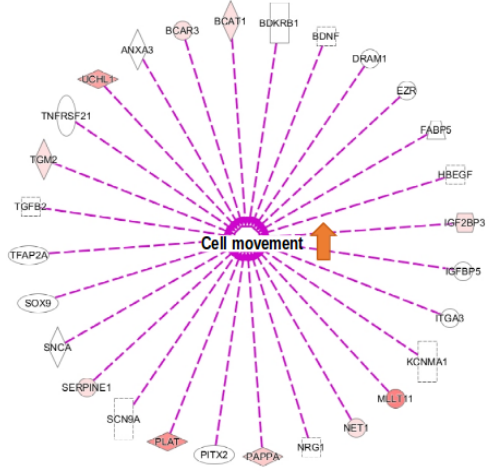 BCAT1
BDKRB1
BCAR3
BDNF
ANXA3
DRAM1
UCHL1
EZR
TNFRSF21
FABP5
TGM2
HBEGF
TGFB2
IGF2BP3
Cell movement
TFAP2A
IGFBP5
SOX9
ITGA3
SNCA
KCNMA1
SERPINE1
MLLT11
SCN9A
NET1
PLAT
NRG1
PITX2
PAPPA